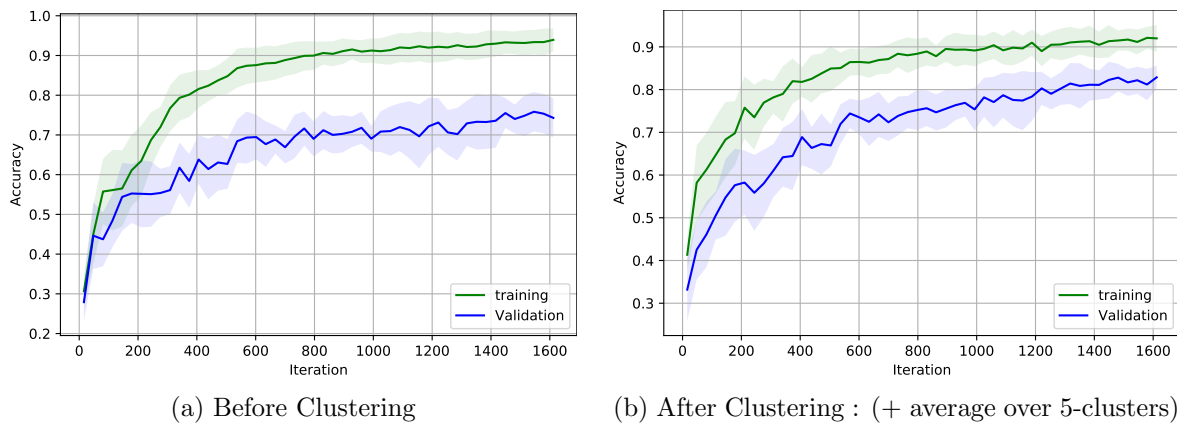 1.0
0.9
0.8
0.7
0.6
0.5
0.4
0.3
0.2
Accuracy
0 200 400 600 800 1000 1200 1400 1600
Iteration
training
Validation
(a) Before Clustering
0.9
0.8
0.7
0.6
0.5
0.4
0.3
Accuracy
0 200 400 600 800 1000 1200 1400 1600
Iteration
training
Validation
(b) After Clustering : (+ average over 5-clusters)